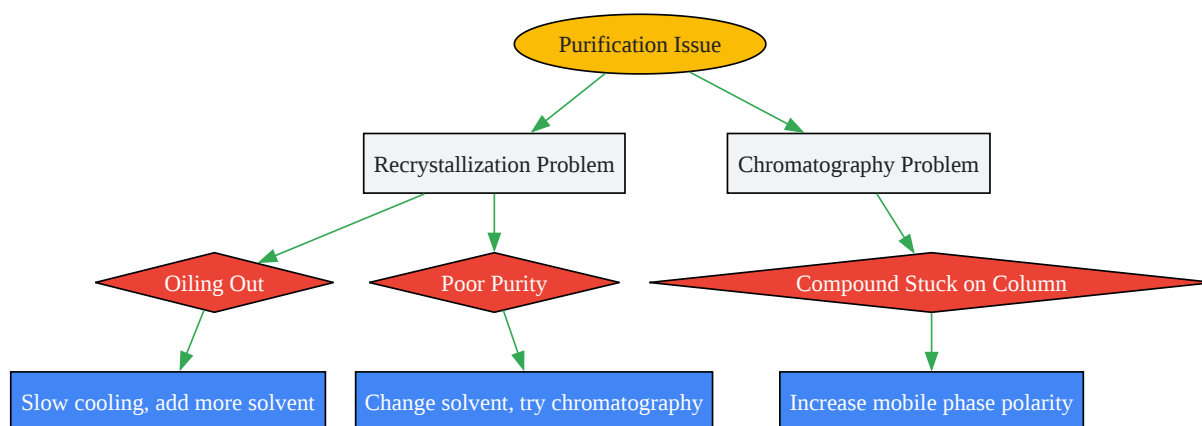 Purification Issue
Recrystallization Problem
Chromatography Problem
Oiling Out
Poor Purity
Compound Stuck on Column
Slow cooling, add more solvent
Change solvent, try chromatography
Increase mobile phase polarity